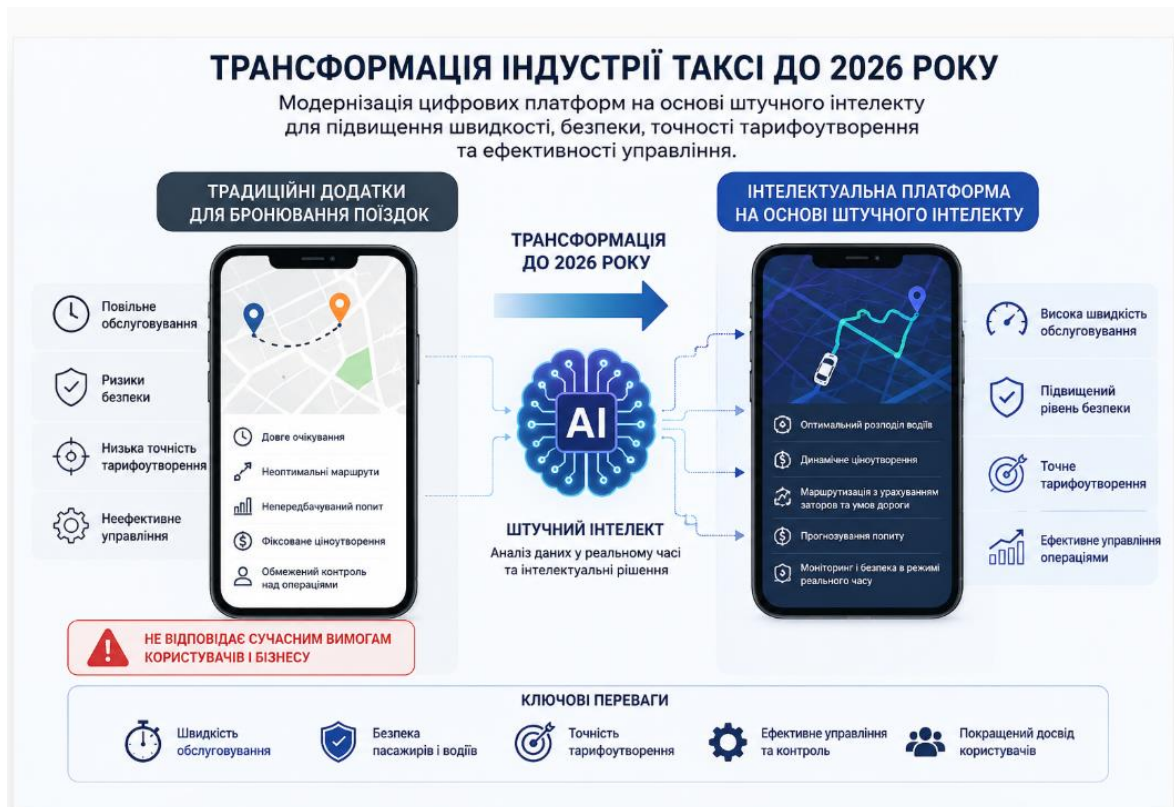 ТРАНСФОРМАЦІЯ ІНДУСТРІЇ ТАКСІ ДО 2026 РОКУ
Модернізація цифрових платформ на основі штучного інтелекту
для підвищення швидкості, безпеки, точності тарифоутворення
та ефективності управління.
ТРАДИЦІЙНІ ДОДАТКИ
ДЛЯ БРОНЮВАННЯ ПОЇЗДОК
Повільне
обслуговування
Ризики
безпеки
Низька точність
тарифоутворення
Неефективне
управління
Довге очікування
Неоптимальні маршрути
Непередбачуваний попит
Фіксоване ціноутворення
Обмежений контроль
над операціями
НЕ ВІДПОВІДАЄ СУЧАСНИМ ВИМОГАМ
КОРИСТУВАЧІВ І БІЗНЕСУ
ТРАНСФОРМАЦІЯ
ДО 2026 РОКУ
AI
ШТУЧНИЙ ІНТЕЛЕКТ
Аналіз даних у реальному часі
та інтелектуальні рішення
ІНТЕЛЕКТУАЛЬНА ПЛАТФОРМА
НА ОСНОВІ ШТУЧНОГО ІНТЕЛЕКТУ
Оптимальний розподіл водіїв
Динамічне ціноутворення
Маршрутизація з урахуванням
заторів та умов дороги
Прогнозування попиту
Моніторинг і безпека в режимі
реального часу
Висока швидкість
обслуговування
Підвищений
рівень безпеки
Точне
тарифоутворення
Ефективне управління
операціями
КЛЮЧОВІ ПЕРЕВАГИ
Швидкість
обслуговування
Безпека
пасажирів і водіїв
Точність
тарифоутворення
Ефективне управління
та контроль
Покращений досвід
користувачів